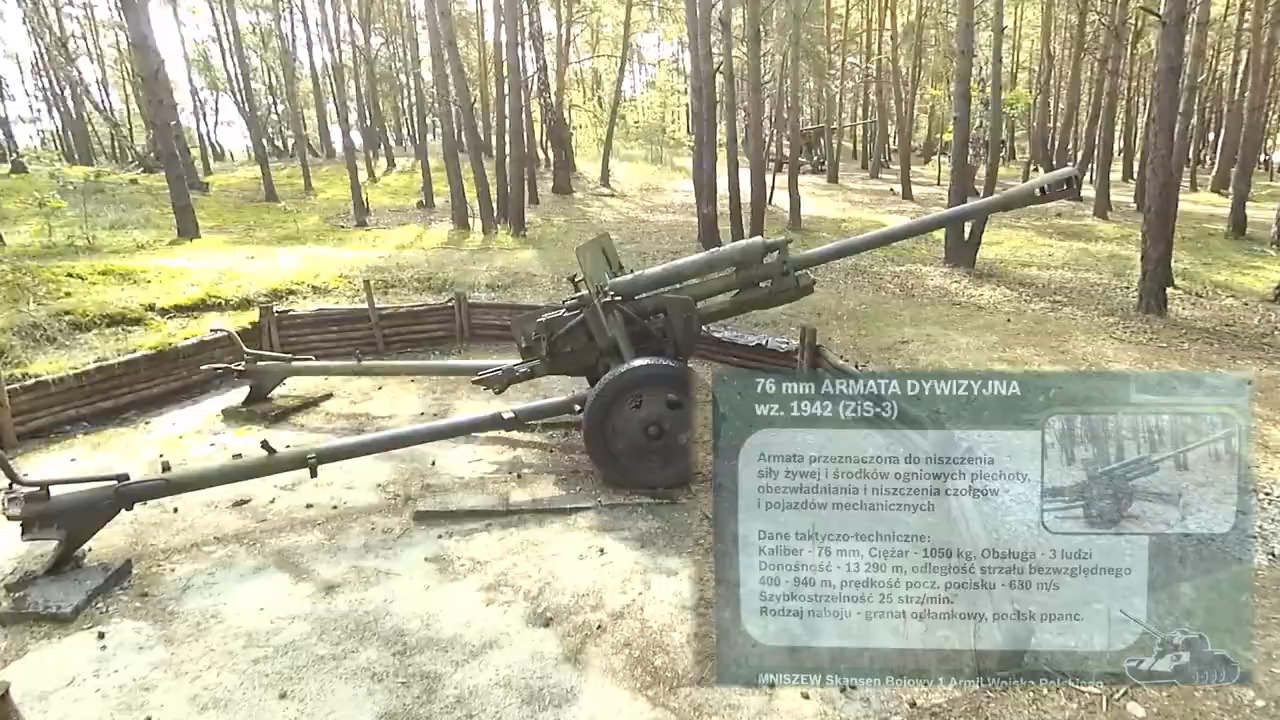 76 mm ARMATA DYWIZYJNA
wz. 1942 (ZiS-3)
Armata przeznaczona do niszczenia
siły żywej i środków ogniowych piechoty,
obezwładniania i niszczenia czołgów
i pojazdów mechanicznych
Dane taktyczo-techniczne:
Kaliber - 76 mm, Ciężar - 1050 kg, Obsługa - 3 ludzi
Donośność - 13 290 m, odległość strzału bezwzględnego
400 - 940 m, prędkość pocz. pocisku - 680 m/s
Szybkostrzelność 25 strz/min.
Rodzaj naboju - granat odłamkowy, pocisk ppanc.
MNISZEW Skansen Bojowy 1 Armii Wojska Polskiego